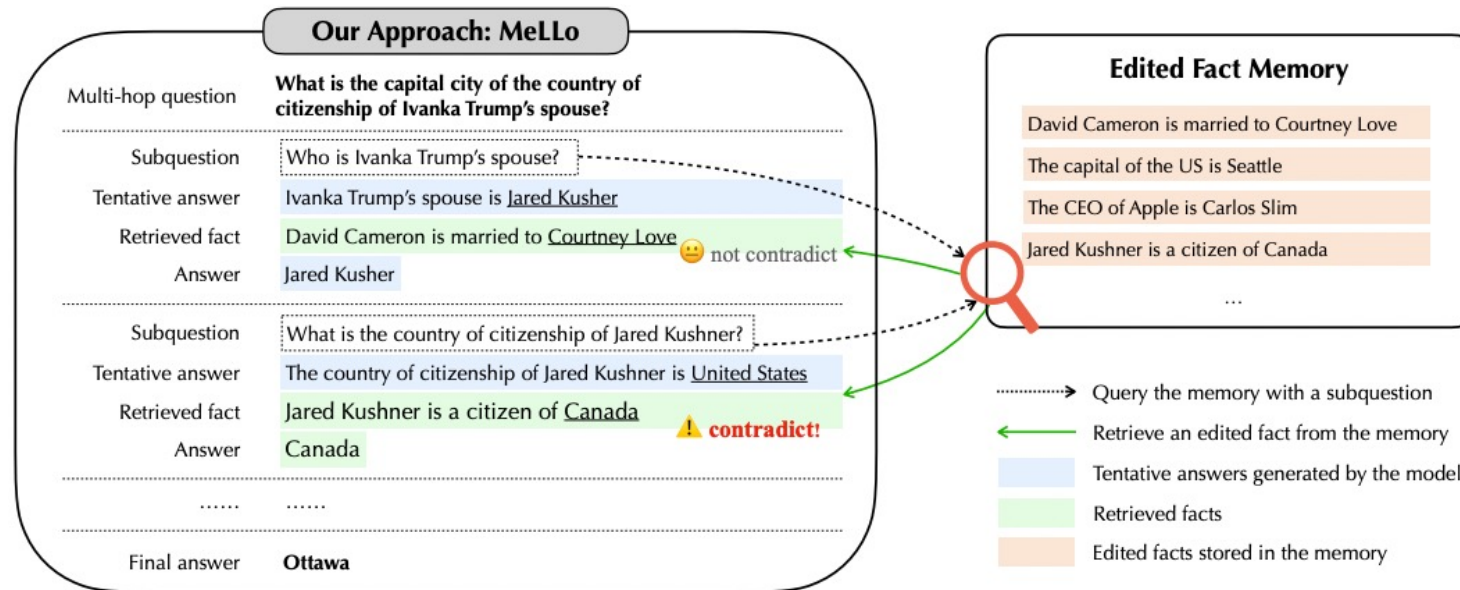 Our Approach: MeLLo
Multi-hop question
What is the capital city of the country of
citizenship of Ivanka Trump's spouse?
Subquestion
Who is Ivanka Trump's spouse?
Tentative answer
Ivanka Trump's spouse is Jared Kusher
Retrieved fact
David Cameron is married to Courtney Love
not contradict
Answer
Jared Kusher
Subquestion
What is the country of citizenship of Jared Kushner?
Tentative answer
The country of citizenship of Jared Kushner is United States
Retrieved fact
Jared Kushner is a citizen of Canada
contradict!
Answer
Canada
......
......
Final answer
Ottawa
Edited Fact Memory
David Cameron is married to Courtney Love
The capital of the US is Seattle
The CEO of Apple is Carlos Slim
Jared Kushner is a citizen of Canada
...
Query the memory with a subquestion
Retrieve an edited fact from the memory
Tentative answers generated by the model
Retrieved facts
Edited facts stored in the memory